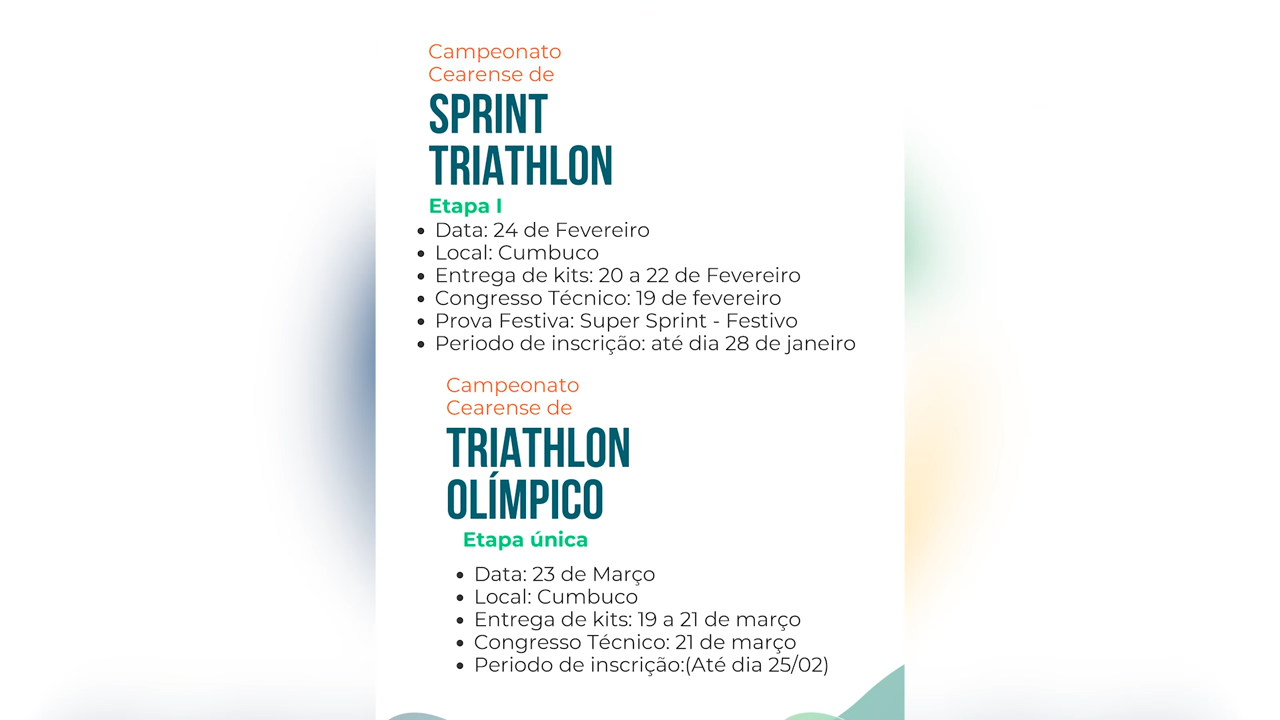 Campeonato
Cearense de
SPRINT
TRIATHLON
Etapa I
• Data: 24 de Fevereiro
• Local: Cumbuco
• Entrega de kits: 20 a 22 de Fevereiro
• Congresso Técnico: 19 de fevereiro
• Prova Festiva: Super Sprint - Festivo
• Periodo de inscrição: até dia 28 de janeiro
Campeonato
Cearense de
TRIATHLON
OLÍMPICO
Etapa única
• Data: 23 de Março
• Local: Cumbuco
• Entrega de kits: 19 a 21 de março
• Congresso Técnico: 21 de março
• Periodo de inscrição:(Até dia 25/02)